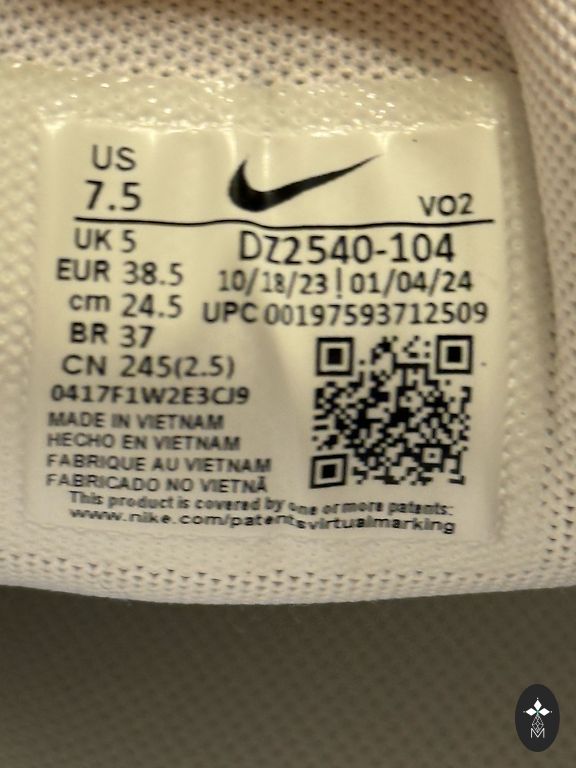 US
7.5
VO2
UK 5
EUR 38.5
cm 24.5
BR 37
CN 245(2.5)
DZ2540-104
10/18/23 | 01/04/24
UPC 00197593712509
0417F1W2E3CJ9
MADE IN VIETNAM
HECHO EN VIETNAM
FABRIQUE AU VIETNAM
FABRICADO NO VIETNÃ
This product is covered by one or more patents:
www.nike.com/patentsvirtualmarking
M